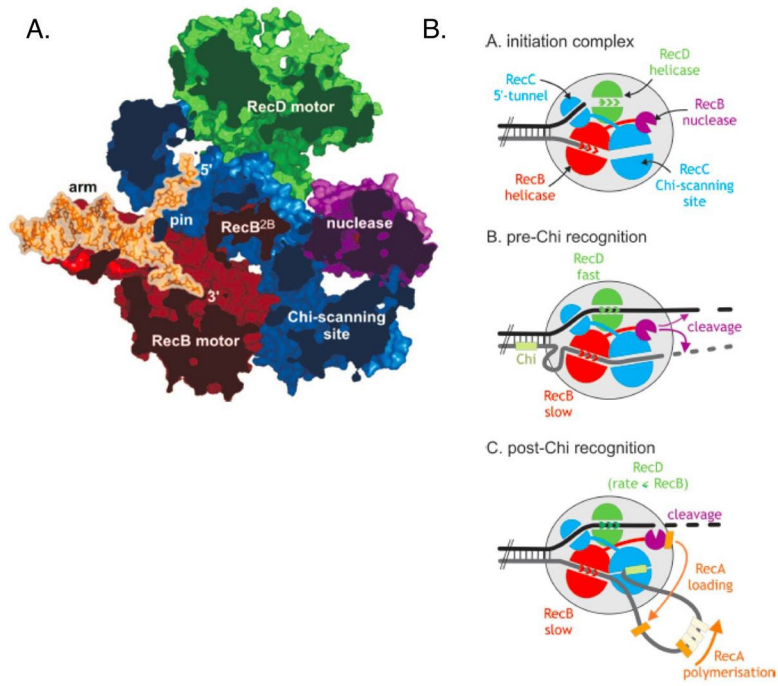 A.
RecD motor
5'
arm
pin
RecB2B
nuclease
3'
RecB motor
Chi-scanning
site
B.
A. initiation complex
RecD
helicase
RecC
5'-tunnel
RecB
nuclease
RecB
helicase
RecC
Chi-scanning
site
B. pre-Chi recognition
RecD
fast
cleavage
Chi
RecB
slow
C. post-Chi recognition
RecD
(rate < RecB)
cleavage
RecA
loading
RecB
slow
RecA
polymerisation